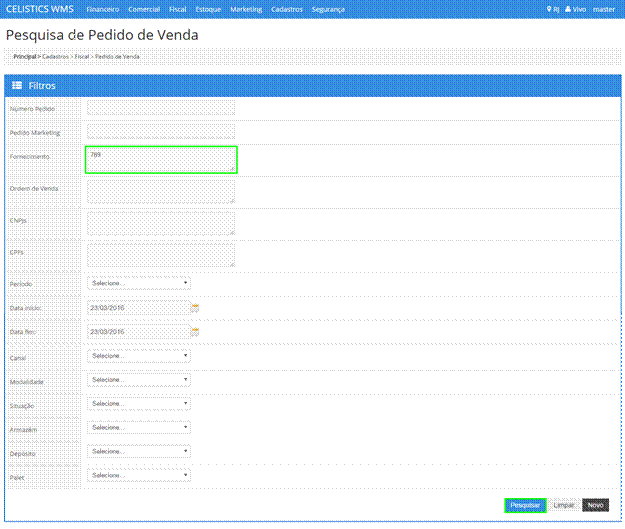 CELISTICS WMS Financeiro Comercial Fiscal Estoque Marketing Cadastros Segurança RJ Vivo master
Pesquisa de Pedido de Venda
Principal > Cadastros > Fiscal > Pedido de Venda
Filtros
Número Pedido
Pedido Marketing
Fornecimento 789
Ordem de Venda
CNPJs
CPFs
Período Selecione...
Data início: 23/03/2016
Data fim: 23/03/2016
Canal Selecione...
Modalidade Selecione...
Situação Selecione...
Armazém Selecione...
Depósito Selecione...
Palet Selecione...
Pesquisar Limpar Novo